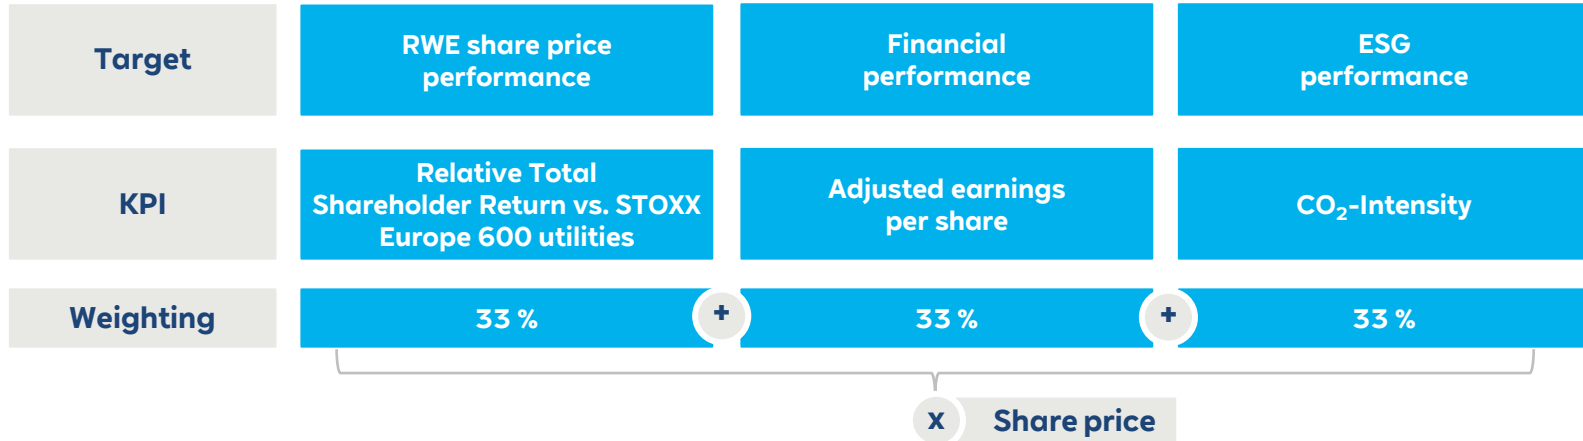 Target
RWE share price
performance
Financial
performance
ESG
performance
KPI
Relative Total
Shareholder Return vs. STOXX
Europe 600 utilities
Adjusted earnings
per share
CO₂-Intensity
Weighting
33 %
+
33 %
+
33 %
x
Share price